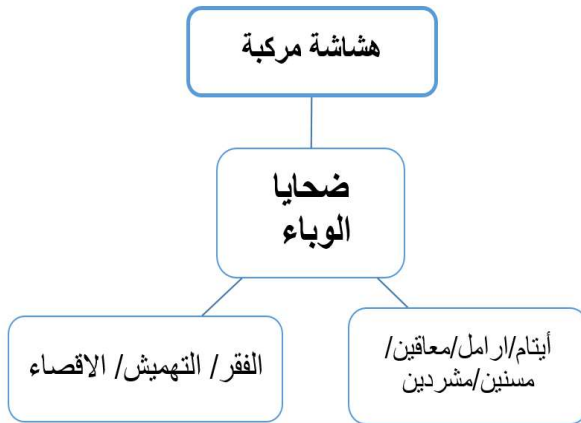 هشاشة مركبة
ضحايا
الوباء
أيتام/ارامل/معاقين/
مسنين/مشردين
الفقر/ التهميش/ الاقصاء